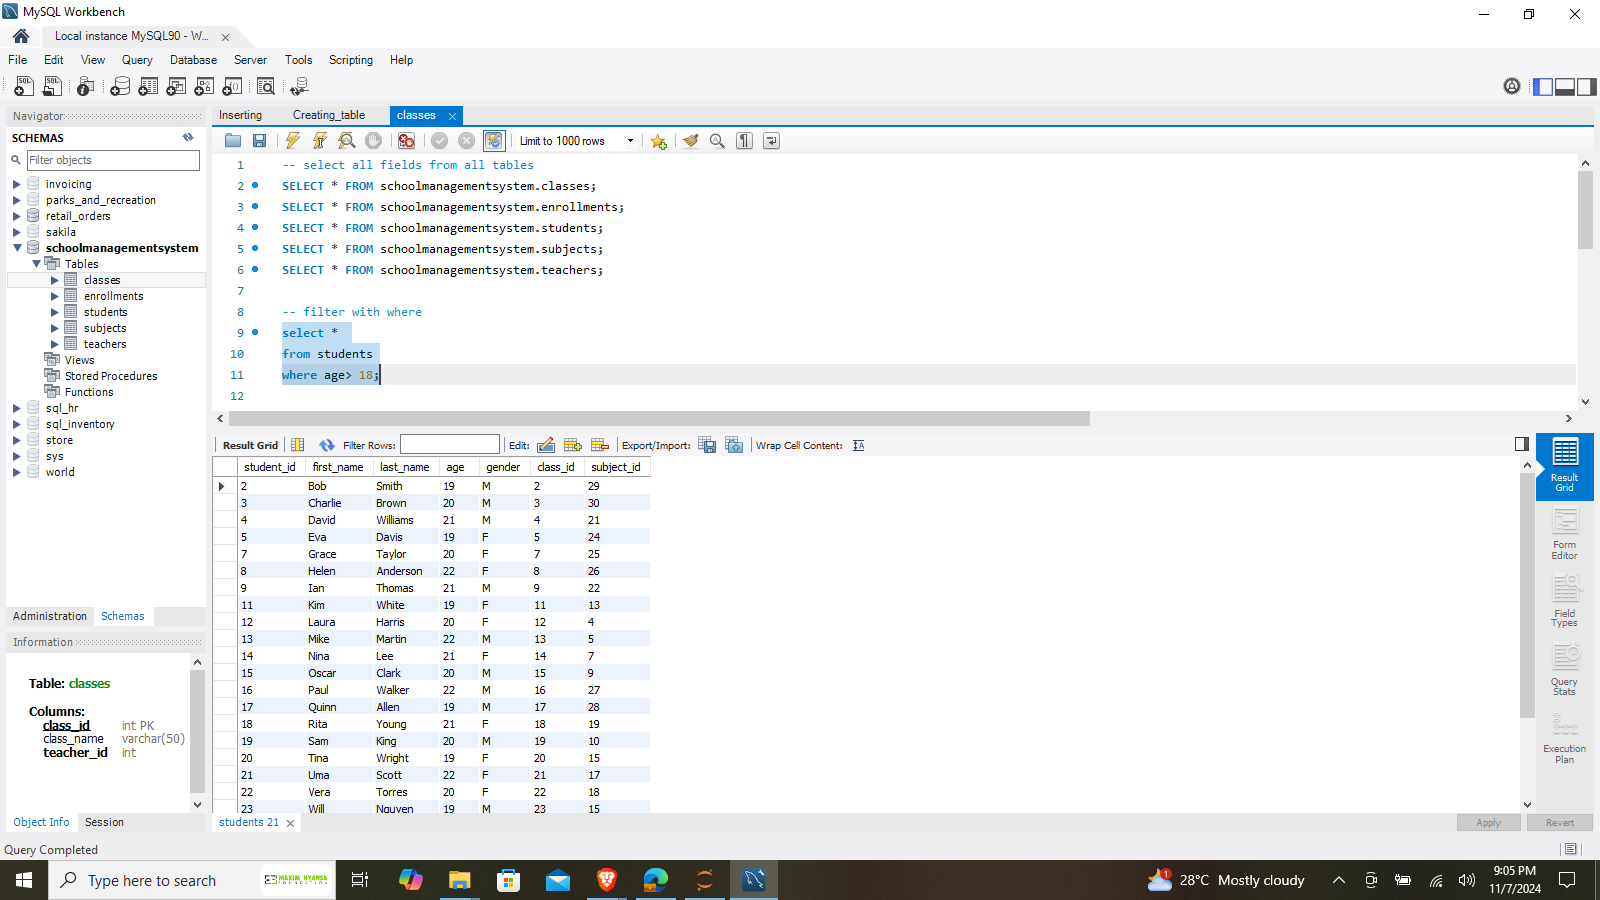 MySQL Workbench
Local instance MySQL90 - W...
File Edit View Query Database Server Tools Scripting Help
Navigator
SCHEMAS
Filter objects
invoicing
parks_and_recreation
retail_orders
sakila
schoolmanagementsystem
Tables
classes
enrollments
students
subjects
teachers
Views
Stored Procedures
Functions
sql_hr
sql_inventory
store
sys
world
Administration Schemas
Information
Table: classes
Columns:
class_id int PK
class_name varchar(50)
teacher_id int
Object Info Session
Inserting Creating_table classes
Limit to 1000 rows
1 -- select all fields from all tables
2 SELECT * FROM schoolmanagementsystem.classes;
3 SELECT * FROM schoolmanagementsystem.enrollments;
4 SELECT * FROM schoolmanagementsystem.students;
5 SELECT * FROM schoolmanagementsystem.subjects;
6 SELECT * FROM schoolmanagementsystem.teachers;
7
8 -- filter with where
9 select *
10 from students
11 where age> 18;
12
Result Grid Filter Rows: Edit: Export/Import: Wrap Cell Content:
student_id first_name last_name age gender class_id subject_id
2 Bob Smith 19 M 2 29
3 Charlie Brown 20 M 3 30
4 David Williams 21 M 4 21
5 Eva Davis 19 F 5 24
7 Grace Taylor 20 F 7 25
8 Helen Anderson 22 F 8 26
9 Ian Thomas 21 M 9 22
11 Kim White 19 F 11 13
12 Laura Harris 20 F 12 4
13 Mike Martin 22 M 13 5
14 Nina Lee 21 F 14 7
15 Oscar Clark 20 M 15 9
16 Paul Walker 22 M 16 27
17 Quinn Allen 19 M 17 28
18 Rita Young 21 F 18 19
19 Sam King 20 M 19 10
20 Tina Wright 19 F 20 15
21 Uma Scott 22 F 21 17
22 Vera Torres 20 F 22 18
23 Will Nguyen 19 M 23 15
Result
Grid
Form
Editor
Field
Types
Query
Stats
Execution
Plan
students 21
Apply Revert
Query Completed
Type here to search
MAXIM NYANSA
FOUNDATION
1
28°C Mostly cloudy
9:05 PM
11/7/2024